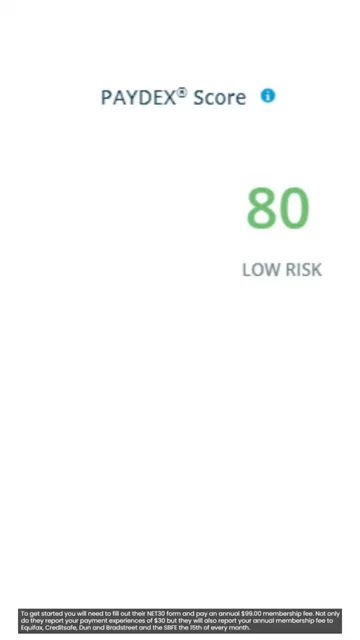 PAYDEX® Score
80
LOW RISK
To get started you will need to fill out their NET30 form and pay an annual $99.00 membership fee. Not only
do they report your payment experiences of $30 but they will also report your annual membership fee to
Equifax, Creditsafe, Dun and Bradstreet and the SBFE the 15th of every month.